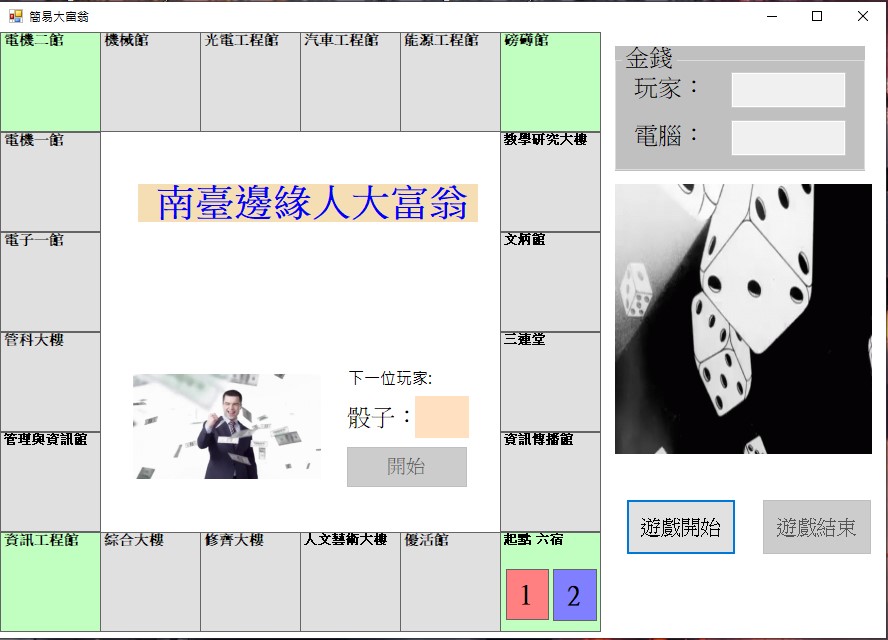 簡易大富翁
電機二館
機械館
光電工程館
汽車工程館
能源工程館
磅礴館
電機一館
教學研究大樓
電子一館
文炳館
管科大樓
三連堂
管理與資訊館
資訊傳播館
資訊工程館
綜合大樓
修齊大樓
人文藝術大樓
優活館
起點 六宿
1
2
南臺邊緣人大富翁
下一位玩家:
骰子：
開始
金錢
玩家：
電腦：
遊戲開始
遊戲結束